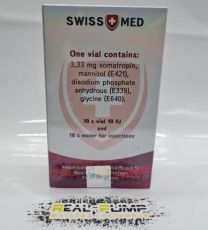 SWISS MED
One vial contains:
3,33 mg somatropin,
mannitol (E421),
disodium phosphate
anhydrous (E339),
glycine (E640).
10 x vial 10 IU
and
10 x water for injections
REAL PUMP